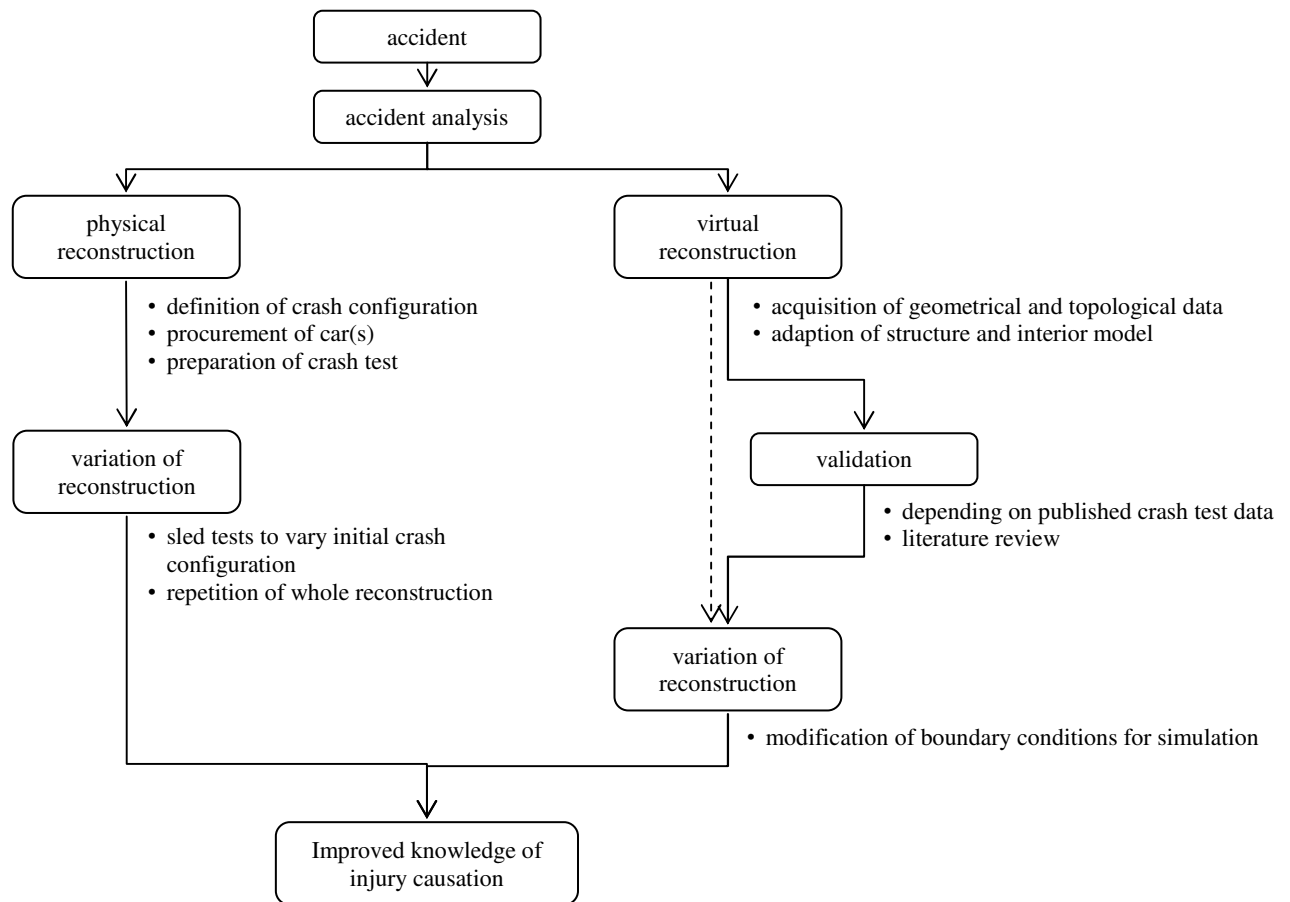 accident
accident analysis
physical
reconstruction
virtual
reconstruction
• definition of crash configuration
• procurement of car(s)
• preparation of crash test
• acquisition of geometrical and topological data
• adaption of structure and interior model
variation of
reconstruction
validation
• sled tests to vary initial crash
configuration
• repetition of whole reconstruction
• depending on published crash test data
• literature review
variation of
reconstruction
• modification of boundary conditions for simulation
Improved knowledge of
injury causation